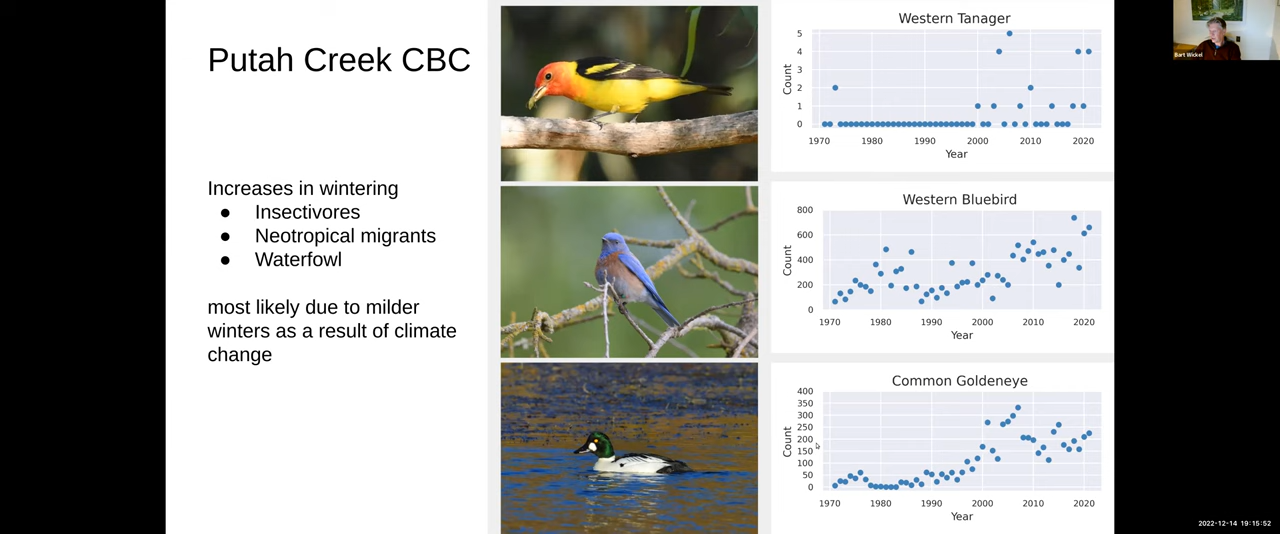 Putah Creek CBC
Increases in wintering
● Insectivores
● Neotropical migrants
● Waterfowl
most likely due to milder
winters as a result of climate
change
Western Tanager
Count
5
4
3
2
1
0
1970 1980 1990 2000 2010 2020
Year
Western Bluebird
Count
800
600
400
200
0
1970 1980 1990 2000 2010 2020
Year
Common Goldeneye
Count
400
350
300
250
200
150
100
50
0
1970 1980 1990 2000 2010 2020
Year
Bart Wickel
2022-12-14 19:15:52